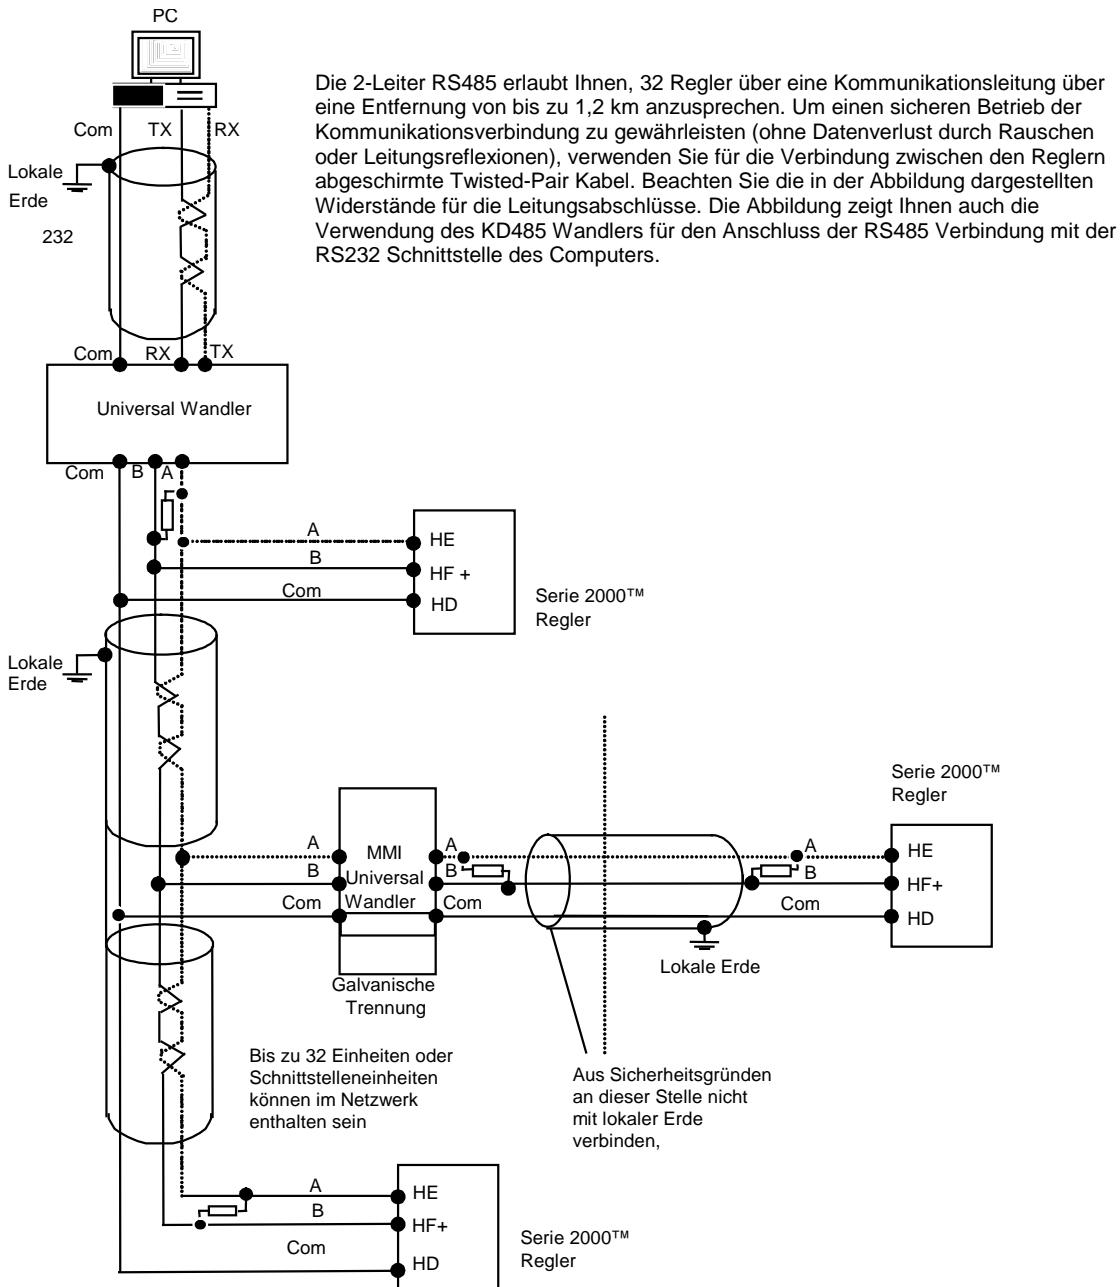 PC
Die 2-Leiter RS485 erlaubt Ihnen, 32 Regler über eine Kommunikationsleitung über
eine Entfernung von bis zu 1,2 km anzusprechen. Um einen sicheren Betrieb der
Kommunikationsverbindung zu gewährleisten (ohne Datenverlust durch Rauschen
oder Leitungsreflexionen), verwenden Sie für die Verbindung zwischen den Reglern
abgeschirmte Twisted-Pair Kabel. Beachten Sie die in der Abbildung dargestellten
Widerstände für die Leitungsabschlüsse. Die Abbildung zeigt Ihnen auch die
Verwendung des KD485 Wandlers für den Anschluss der RS485 Verbindung mit der
RS232 Schnittstelle des Computers.
Com TX RX
Lokale
Erde
232
Com RX TX
Universal Wandler
Com B A
A
HE
B
HF +
Com
HD
Serie 2000™
Regler
Lokale
Erde
Serie 2000™
Regler
A
B
Com
MMI
Universal
Wandler
A
B
Com
A
B
Com
HE
HF+
HD
Lokale Erde
Galvanische
Trennung
Bis zu 32 Einheiten oder
Schnittstelleneinheiten
können im Netzwerk
enthalten sein
Aus Sicherheitsgründen
an dieser Stelle nicht
mit lokaler Erde
verbinden,
A
HE
B
HF+
Com
HD
Serie 2000™
Regler